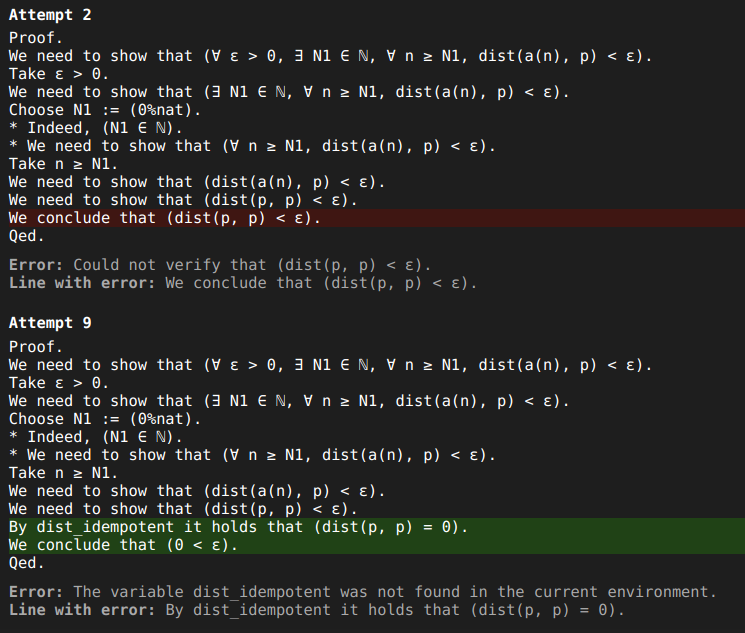 Attempt 2
Proof.
We need to show that (∀ ε > 0, ∃ N1 ∈ ℕ, ∀ n ≥ N1, dist(a(n), p) < ε).
Take ε > 0.
We need to show that (∃ N1 ∈ ℕ, ∀ n ≥ N1, dist(a(n), p) < ε).
Choose N1 := (0%nat).
* Indeed, (N1 ∈ ℕ).
* We need to show that (∀ n ≥ N1, dist(a(n), p) < ε).
Take n ≥ N1.
We need to show that (dist(a(n), p) < ε).
We need to show that (dist(p, p) < ε).
We conclude that (dist(p, p) < ε).
Qed.
Error: Could not verify that (dist(p, p) < ε).
Line with error: We conclude that (dist(p, p) < ε).
Attempt 9
Proof.
We need to show that (∀ ε > 0, ∃ N1 ∈ ℕ, ∀ n ≥ N1, dist(a(n), p) < ε).
Take ε > 0.
We need to show that (∃ N1 ∈ ℕ, ∀ n ≥ N1, dist(a(n), p) < ε).
Choose N1 := (0%nat).
* Indeed, (N1 ∈ ℕ).
* We need to show that (∀ n ≥ N1, dist(a(n), p) < ε).
Take n ≥ N1.
We need to show that (dist(a(n), p) < ε).
We need to show that (dist(p, p) < ε).
By dist_idempotent it holds that (dist(p, p) = 0).
We conclude that (0 < ε).
Qed.
Error: The variable dist_idempotent was not found in the current environment.
Line with error: By dist_idempotent it holds that (dist(p, p) = 0).